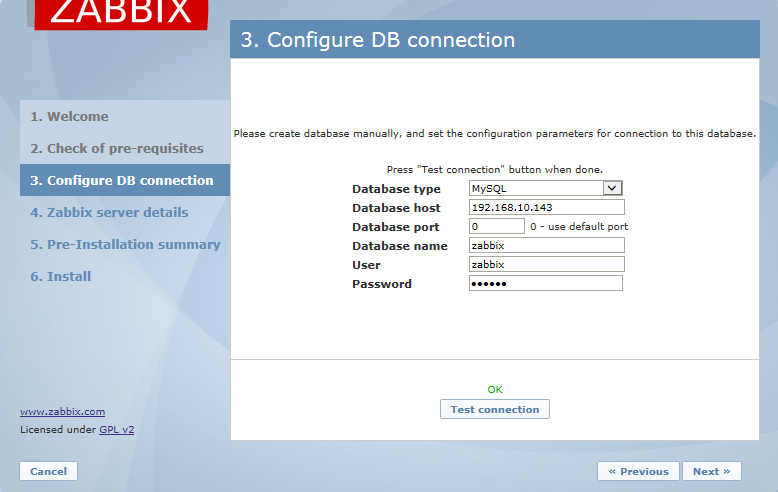 ZABBIX
3. Configure DB connection
1. Welcome
2. Check of pre-requisites
3. Configure DB connection
4. Zabbix server details
5. Pre-Installation summary
6. Install
Please create database manually, and set the configuration parameters for connection to this database.
Press "Test connection" button when done.
Database type MySQL
Database host 192.168.10.143
Database port 0 0 - use default port
Database name zabbix
User zabbix
Password ••••••
OK
Test connection
www.zabbix.com
Licensed under GPL v2
Cancel
« Previous Next »